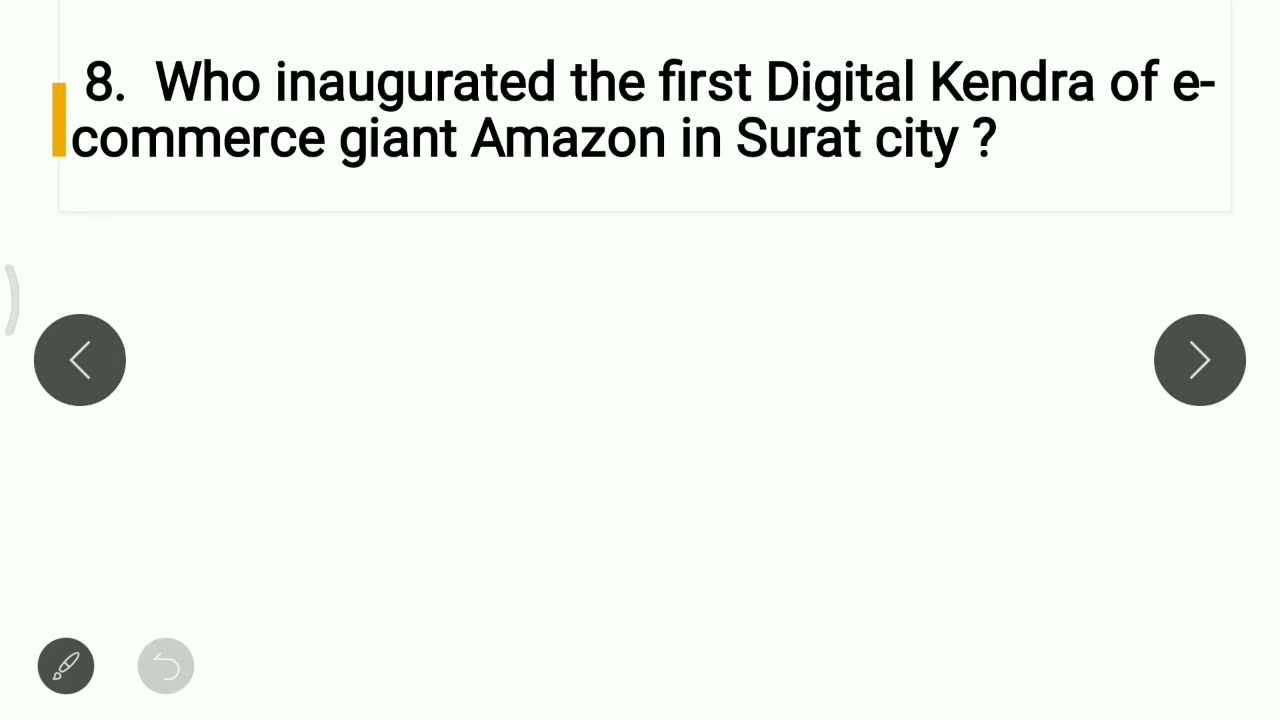 8. Who inaugurated the first Digital Kendra of e-
commerce giant Amazon in Surat city ?